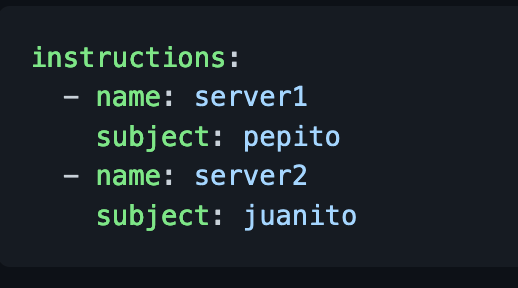 instructions:
  - name: server1
    subject: pepito
  - name: server2
    subject: juanito